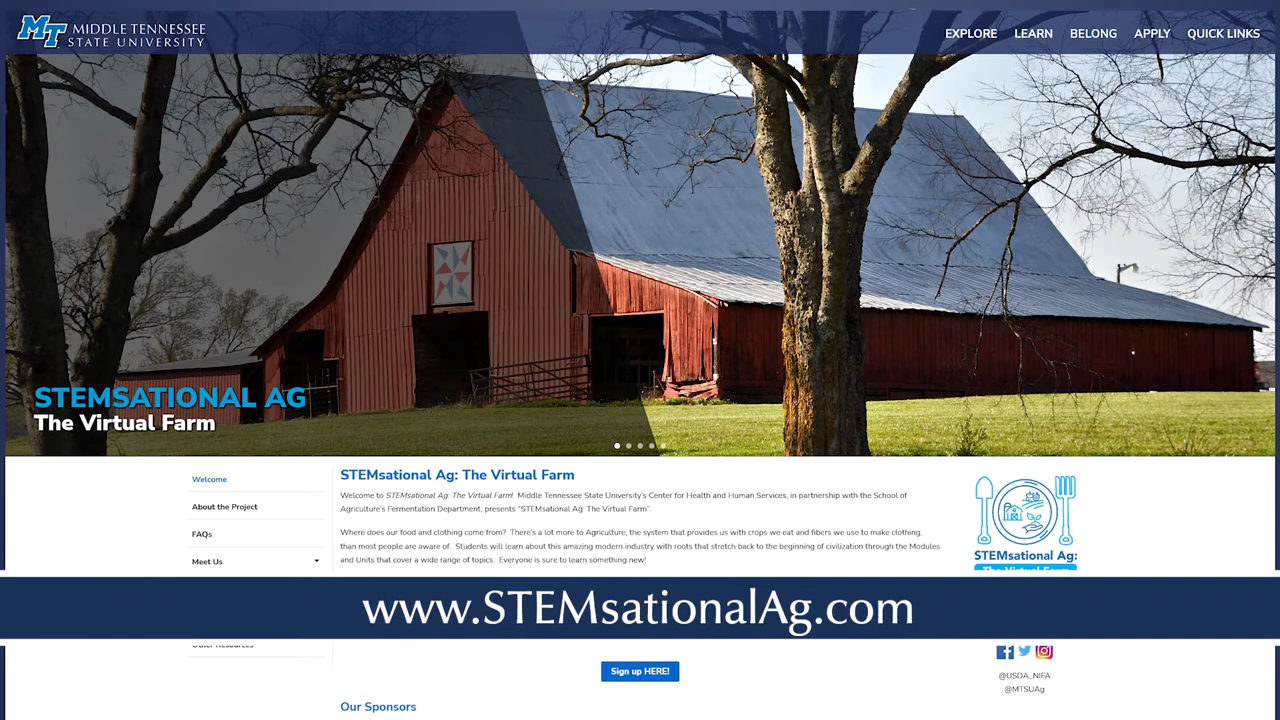 MT MIDDLE TENNESSEE
STATE UNIVERSITY
EXPLORE LEARN BELONG APPLY QUICK LINKS
STEMSATIONAL AG
The Virtual Farm
Welcome
About the Project
FAQs
Meet Us
STEMsational Ag: The Virtual Farm
Welcome to STEMsational Ag: The Virtual Farm! Middle Tennessee State University's Center for Health and Human Services, in partnership with the School of
Agriculture's Fermentation Department, presents "STEMsational Ag: The Virtual Farm".
Where does our food and clothing come from? There's a lot more to Agriculture, the system that provides us with crops we eat and fibers we use to make clothing,
than most people are aware of. Students will learn about this amazing modern industry with roots that stretch back to the beginning of civilization through the Modules
and Units that cover a wide range of topics. Everyone is sure to learn something new!
STEMsational Ag:
The Virtual Farm
www.STEMsationalAg.com
Other Resources
Sign up HERE!
@USDA_NIFA
@MTSUAg
Our Sponsors